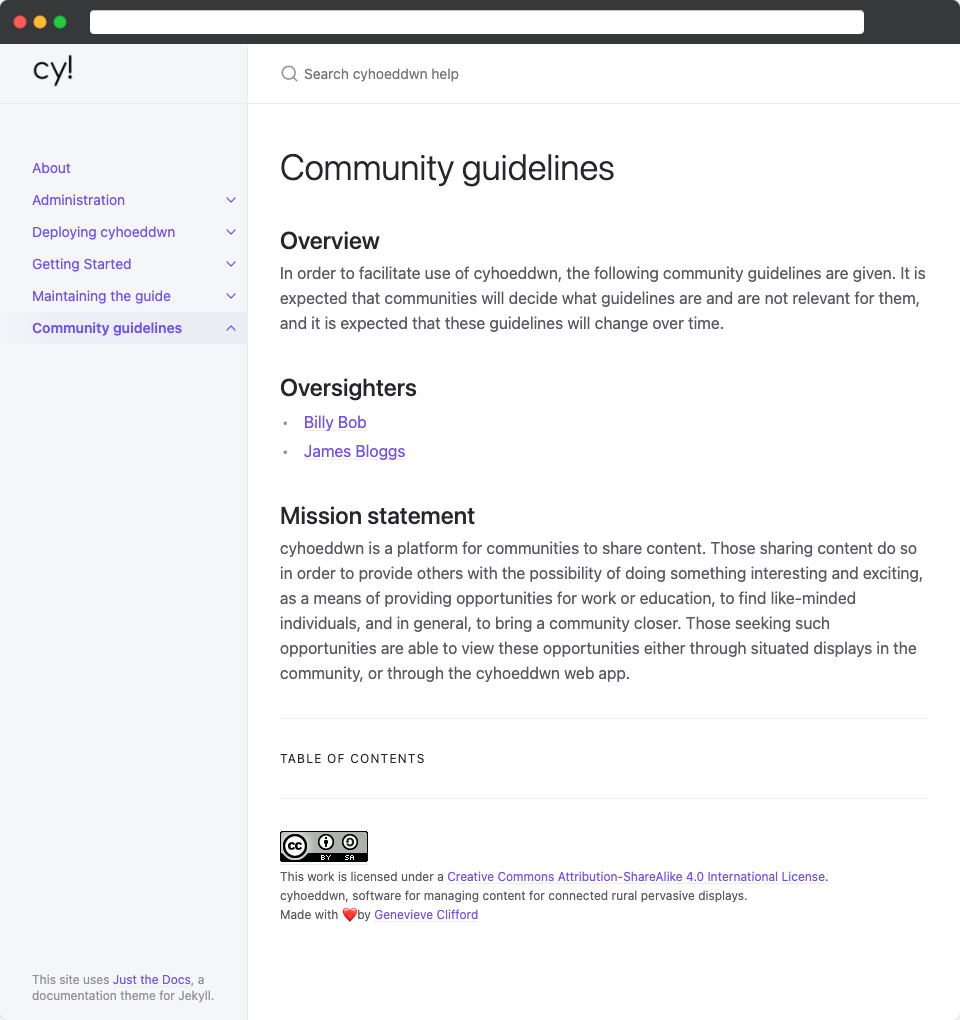 cy!
Search cyhoeddwn help
About
Administration
Deploying cyhoeddwn
Getting Started
Maintaining the guide
Community guidelines
Community guidelines
Overview
In order to facilitate use of cyhoeddwn, the following community guidelines are given. It is
expected that communities will decide what guidelines are and are not relevant for them,
and it is expected that these guidelines will change over time.
Oversighters
• Billy Bob
• James Bloggs
Mission statement
cyhoeddwn is a platform for communities to share content. Those sharing content do so
in order to provide others with the possibility of doing something interesting and exciting,
as a means of providing opportunities for work or education, to find like-minded
individuals, and in general, to bring a community closer. Those seeking such
opportunities are able to view these opportunities either through situated displays in the
community, or through the cyhoeddwn web app.
TABLE OF CONTENTS
cc BY SA
This work is licensed under a Creative Commons Attribution-ShareAlike 4.0 International License.
cyhoeddwn, software for managing content for connected rural pervasive displays.
Made with ❤️by Genevieve Clifford
This site uses Just the Docs, a
documentation theme for Jekyll.